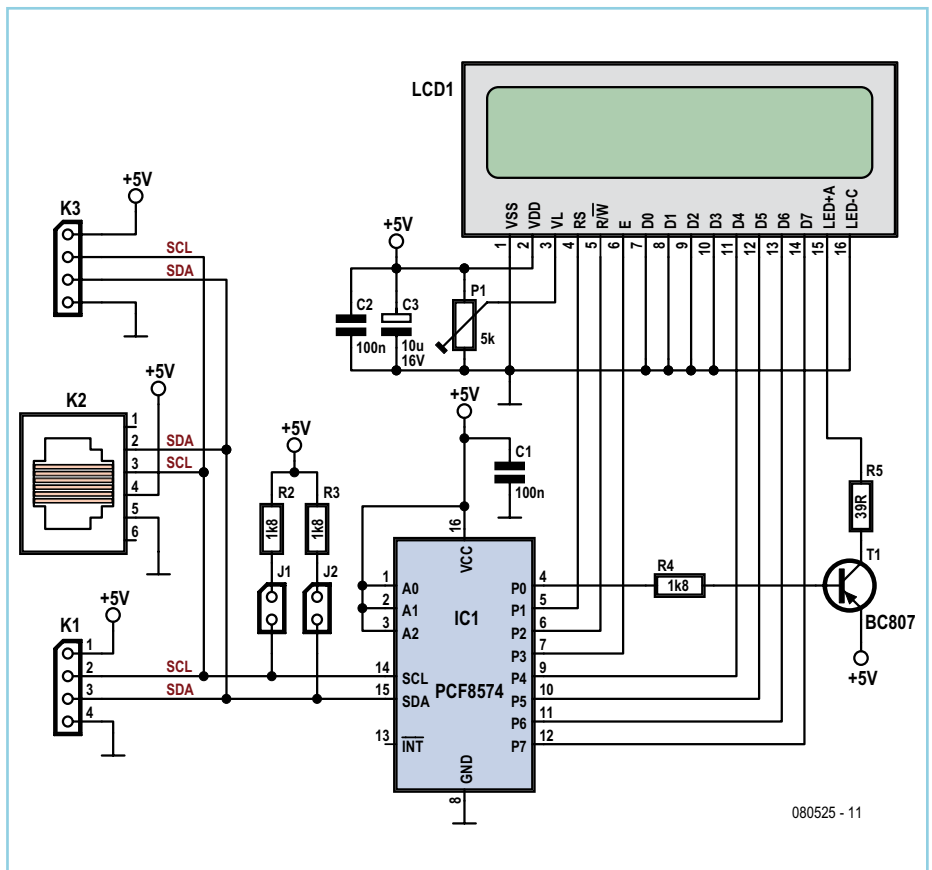 LCD1
VSS
VDD
VL
RS
R/W
E
D0
D1
D2
D3
D4
D5
D6
D7
LED+A
LED-C
1
2
3
4
5
6
7
8
9
10
11
12
13
14
15
16
K3
+5V
SCL
SDA
+5V
C2
100n
C3
10u
16V
P1
5k
K2
+5V
1
2
3
4
5
6
SDA
SCL
+5V
R2
1k8
R3
1k8
J1
J2
+5V
C1
100n
K1
+5V
1
2
3
4
SCL
SDA
16
VCC
1
2
3
A0
A1
A2
IC1
PCF8574
14
15
SCL
SDA
13
INT
GND
8
P0
P1
P2
P3
P4
P5
P6
P7
4
5
6
7
9
10
11
12
R4
1k8
R5
39R
T1
BC807
+5V
080525 - 11